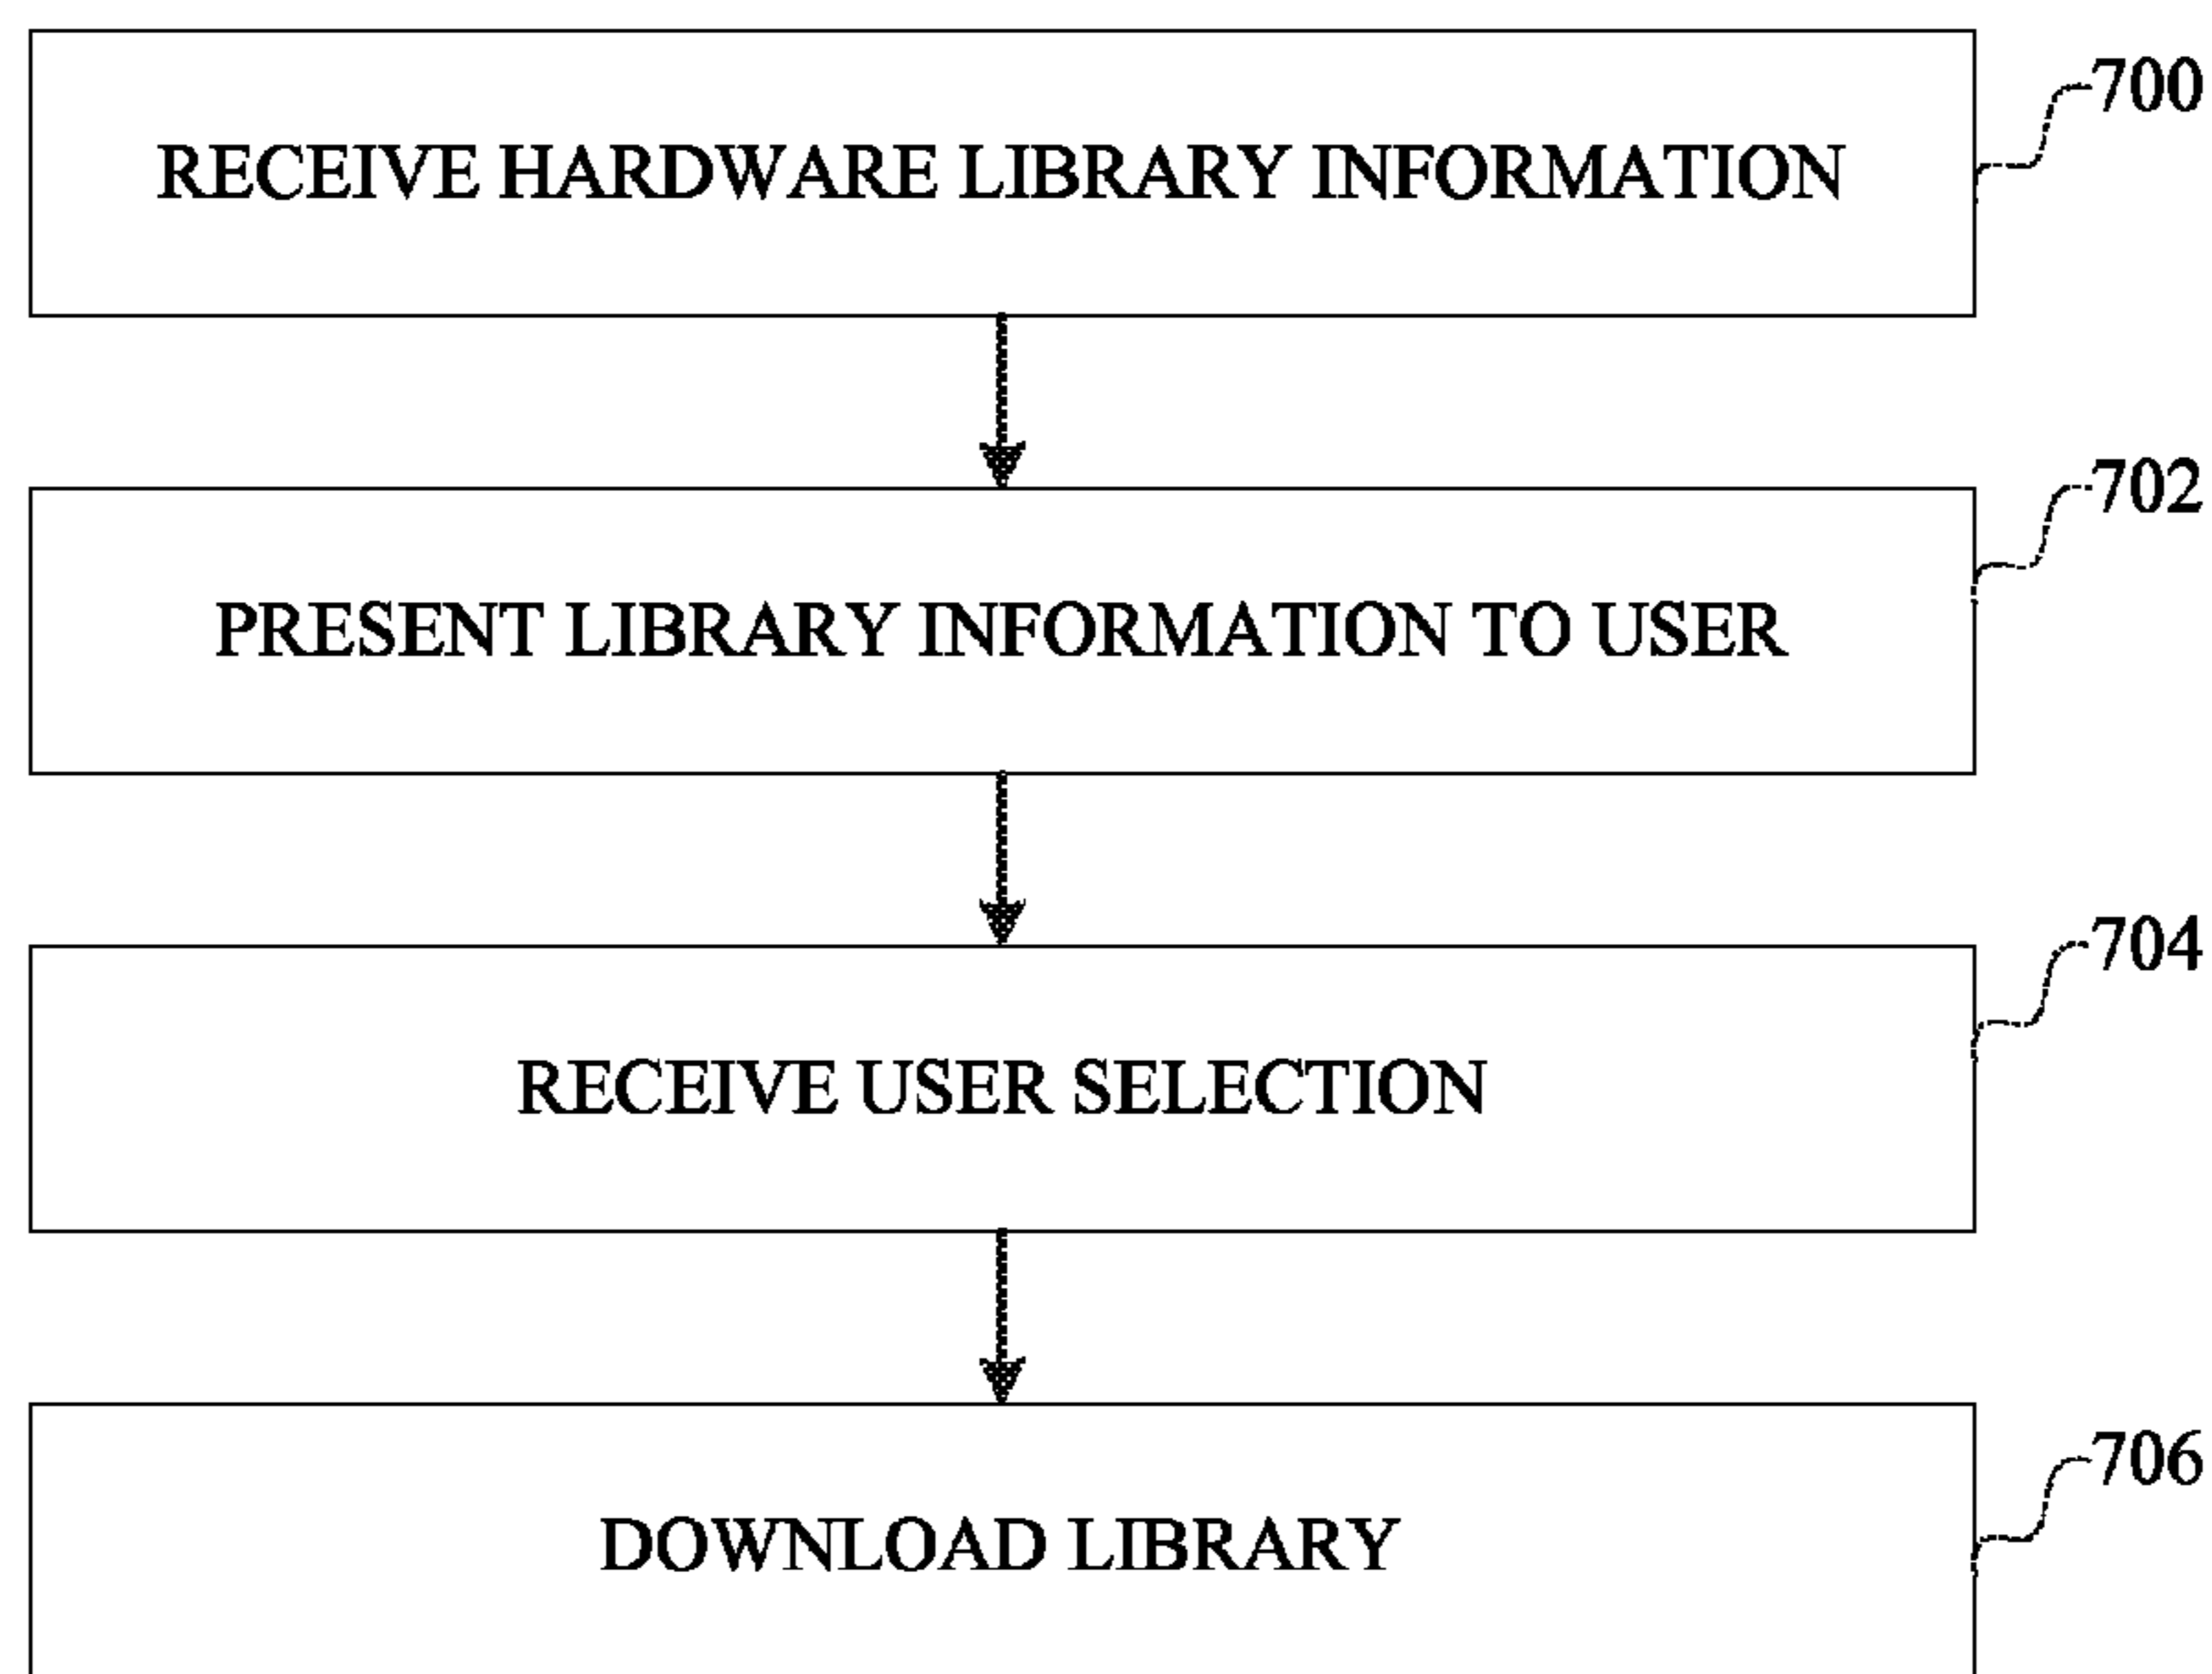 700
RECEIVE HARDWARE LIBRARY INFORMATION
702
PRESENT LIBRARY INFORMATION TO USER
704
RECEIVE USER SELECTION
706
DOWNLOAD LIBRARY